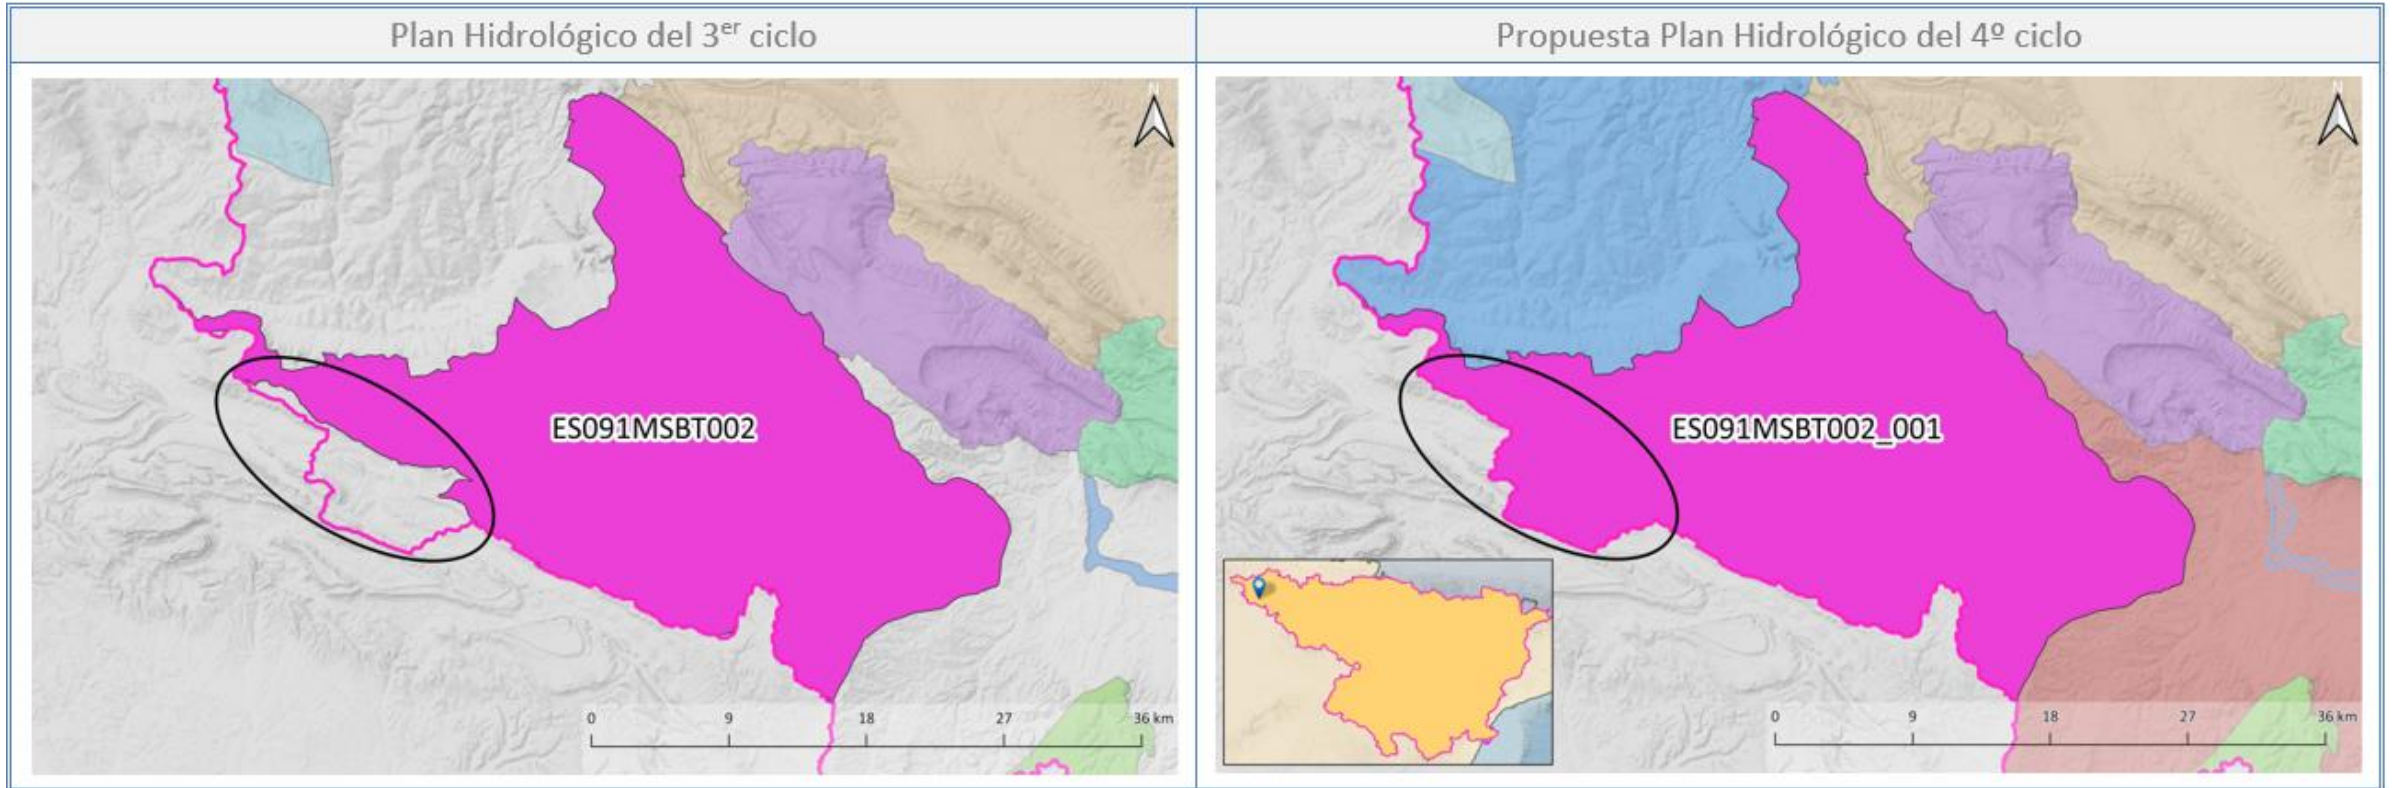 Plan Hidrológico del 3er ciclo
Propuesta Plan Hidrológico del 4º ciclo
N
ES091MSBT002
0 9 18 27 36 km
N
ES091MSBT002_001
0 9 18 27 36 km